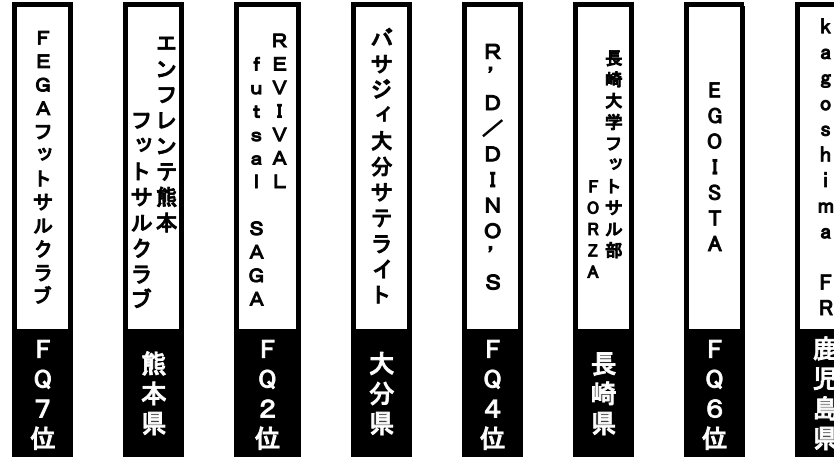 FEGAフットサルクラブ
FQ7位
エンフレンテ熊本
フットサルクラブ
熊本県
REVIVAL
futsal SAGA
FQ2位
バサジィ大分サテライト
大分県
R’D/DINO’S
FQ4位
長崎大学フットサル部
FORZA
長崎県
EGOISTA
FQ6位
kagoshima FR
鹿児島県